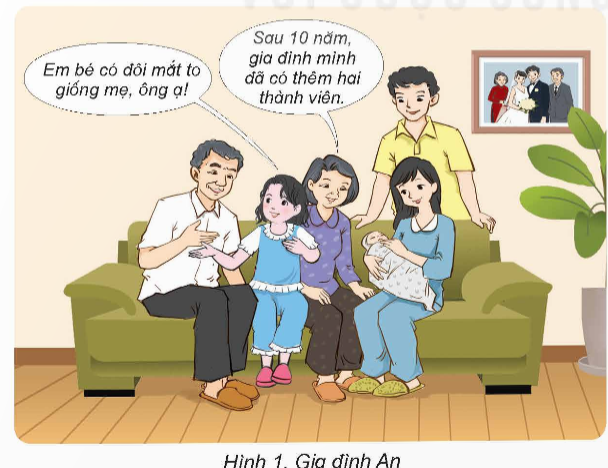 Em bé có đôi mắt to
giống mẹ, ông ạ!
Sau 10 năm,
gia đình mình
đã có thêm hai
thành viên.
Hình 1. Gia đình An